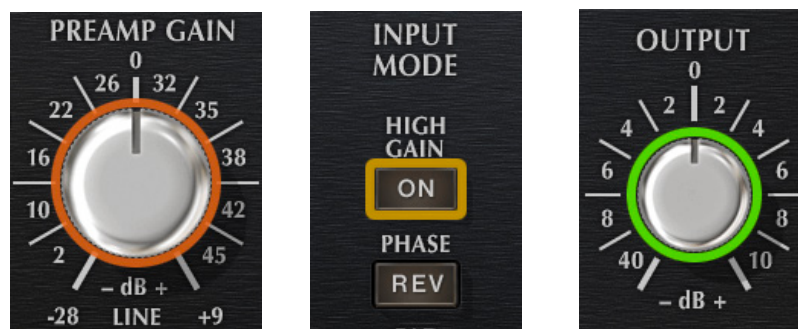 PREAMP GAIN
0
26 32
22 35
16 38
10 42
2 45
– dB +
-28 LINE +9
INPUT
MODE
HIGH
GAIN
ON
PHASE
REV
OUTPUT
0
2 2
4 4
6 6
8 8
40 10
– dB +